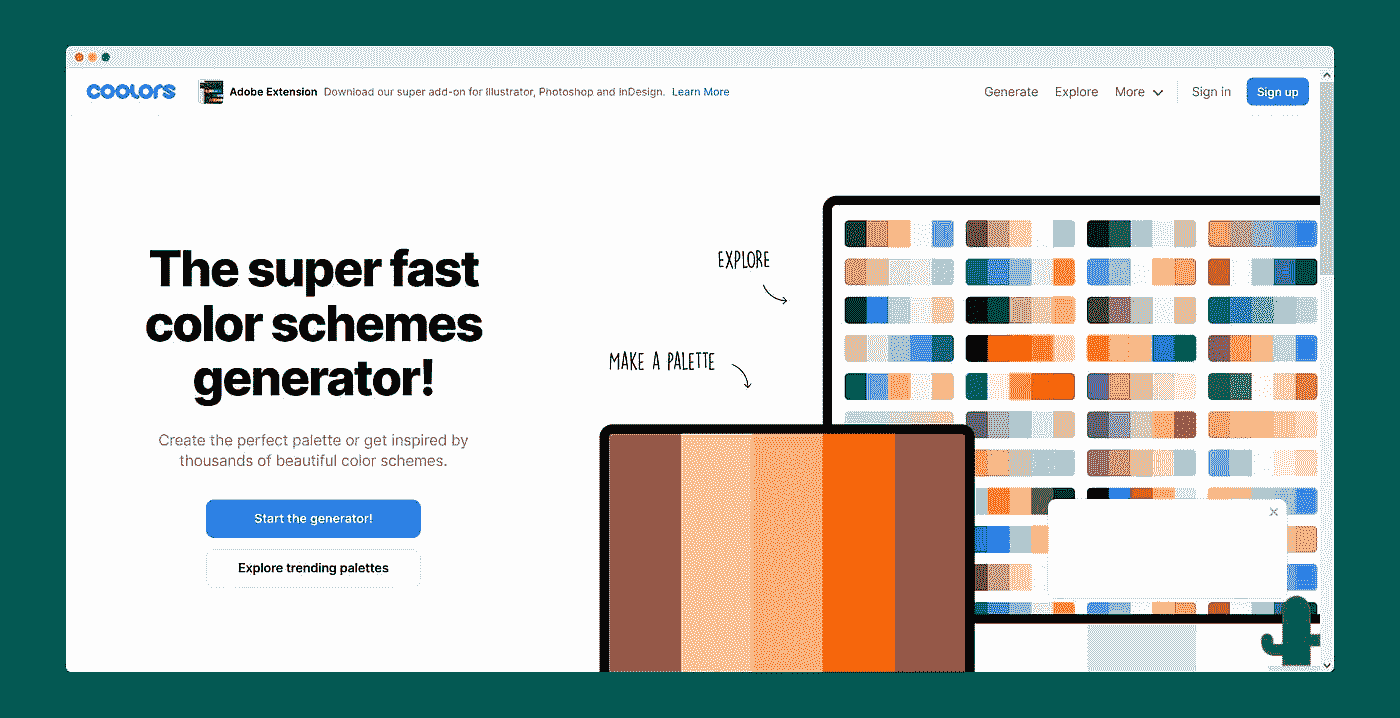 coolors
Adobe Extension Download our super add-on for Illustrator, Photoshop and InDesign. Learn More
Generate Explore More Sign in Sign up
The super fast
color schemes
generator!
Create the perfect palette or get inspired by
thousands of beautiful color schemes.
Start the generator!
Explore trending palettes
EXPLORE
MAKE A PALETTE